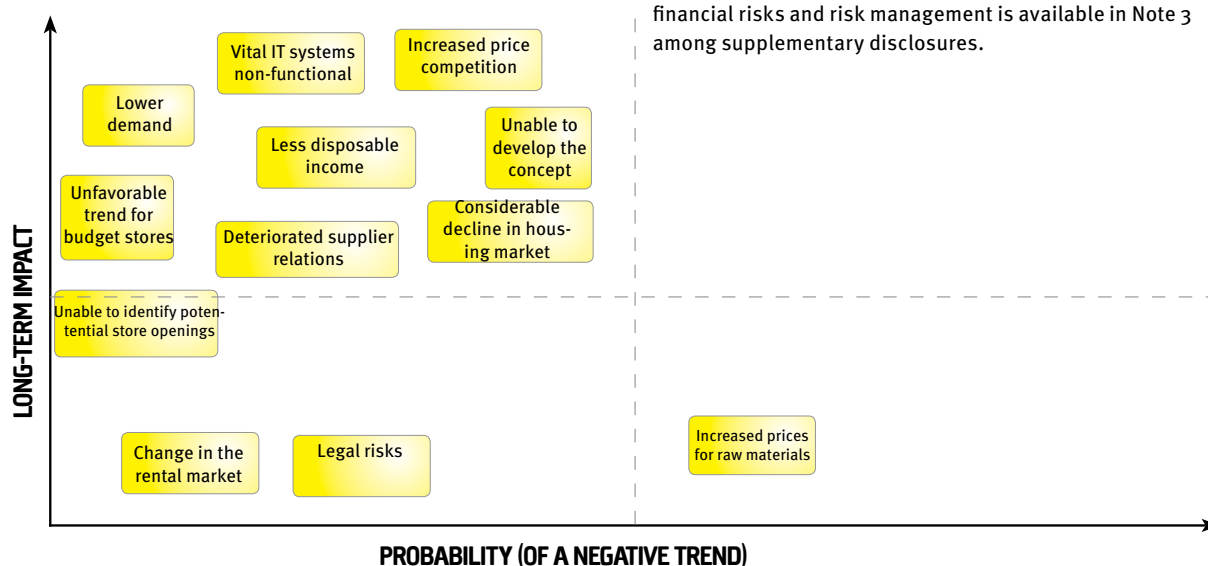 financial risks and risk management is available in Note 3
among supplementary disclosures.
Vital IT systems
non-functional
Increased price
competition
Lower
demand
Less disposable
income
Unable to
develop the
concept
Unfavorable
trend for
budget stores
Deteriorated supplier
relations
Considerable
decline in hous-
ing market
Unable to identify poten-
tential store openings
Change in the
rental market
Legal risks
Increased prices
for raw materials
LONG-TERM IMPACT
PROBABILITY (OF A NEGATIVE TREND)